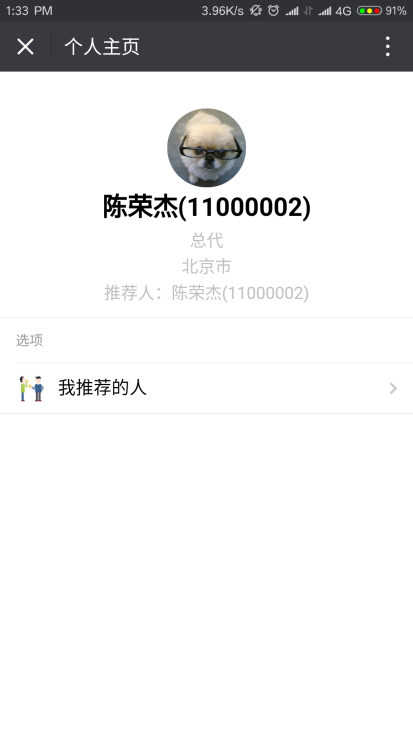 1:33 PM 3.96K/s 4G 91%
个人主页
陈荣杰(11000002)
总代
北京市
推荐人：陈荣杰(11000002)
选项
我推荐的人